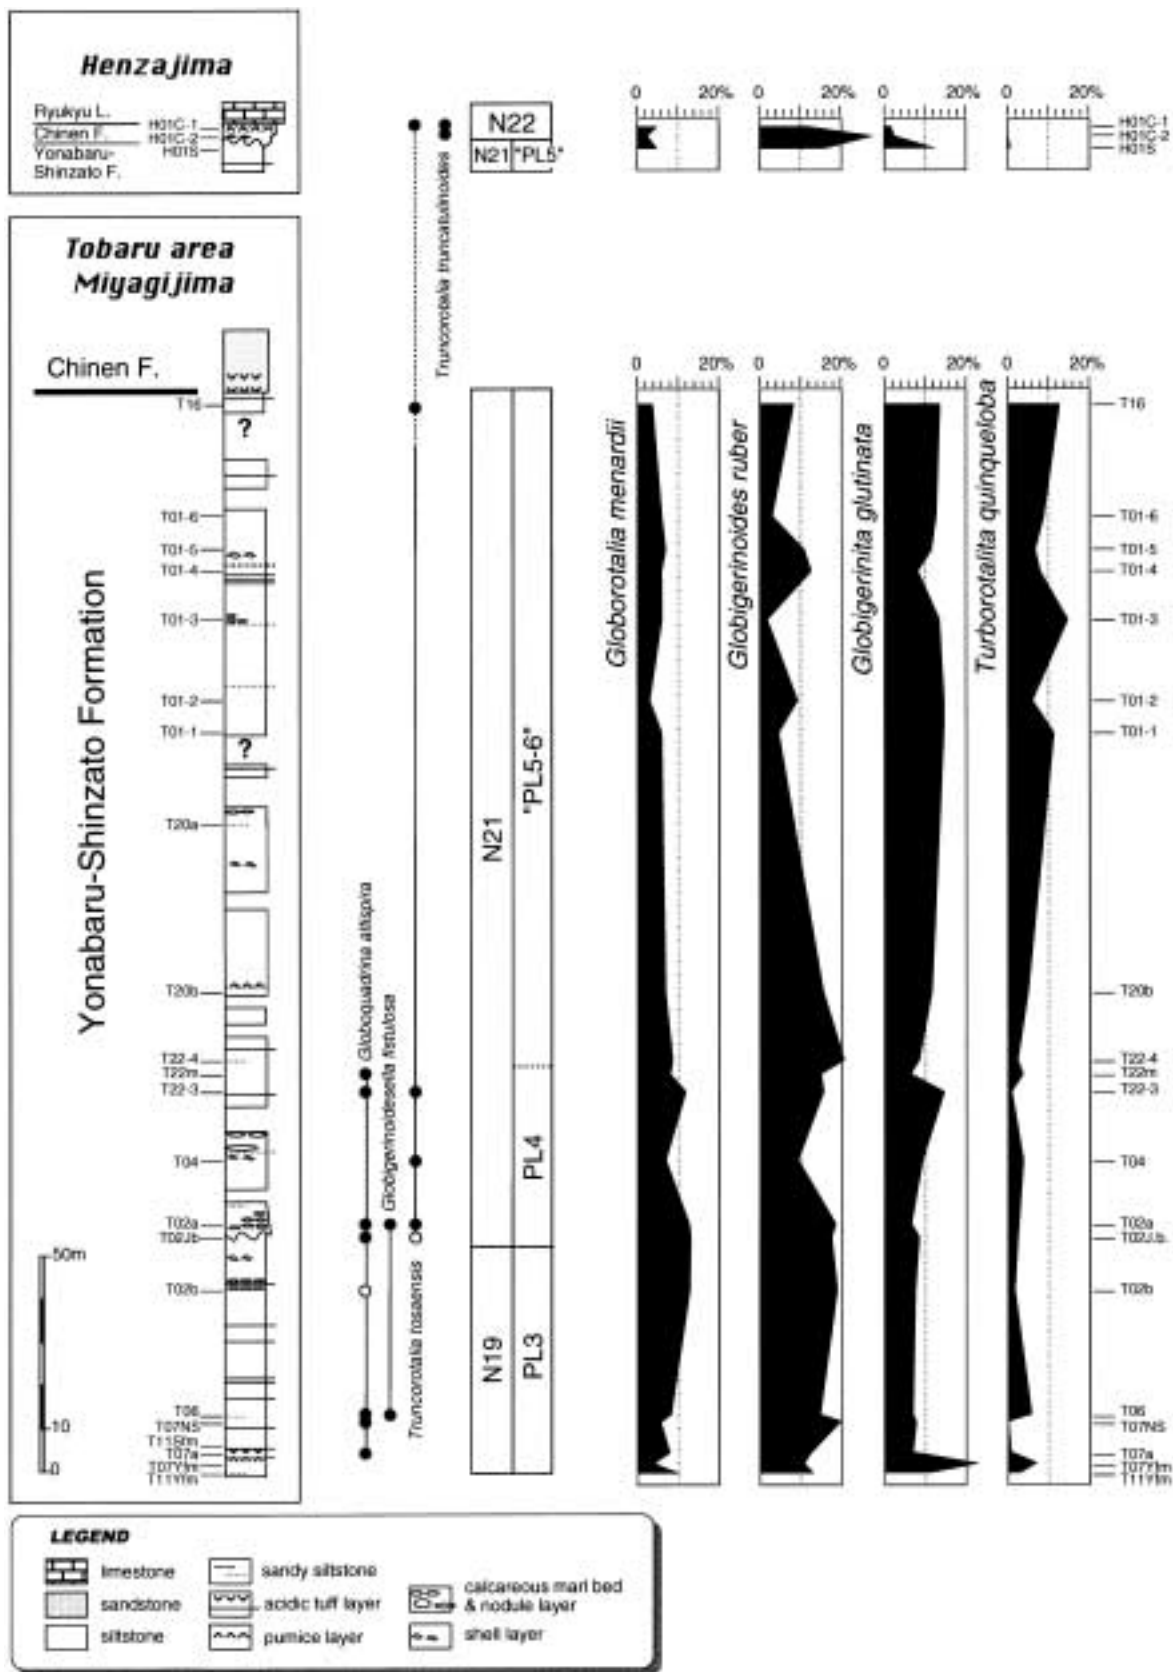 Henzajima
Ryukyu L.
Chinen F.
Yonabaru-
Shinzato F.
H01C-1
H01C-2
H01S
Tobaru area
Miyagijima
Chinen F.
Yonabaru-Shinzato Formation
T16
?
T01-6
T01-5
T01-4
T01-3
T01-2
T01-1
?
T20a
T20b
T22-4
T22m
T22-3
T04
T02a
T02Jb
T02b
T06
T07NS
T11Sfm
T07a
T07Yfm
T11Yfm
50m
10
0
Globoquadrina altispira
Globigerinoidesella fistulosa
Truncorotalia tosaensis
Truncorotalia truncatulinoides
N22
N21 "PL5"
N21
"PL5-6"
PL4
N19
PL3
0 20% 0 20% 0 20% 0 20%
H01C-1
H01C-2
H01S
0 20% 0 20% 0 20% 0 20%
Globorotalia menardii
Globigerinoides ruber
Globigerinita glutinata
Turborotalita quinqueloba
T16
T01-6
T01-5
T01-4
T01-3
T01-2
T01-1
T20b
T22-4
T22m
T22-3
T04
T02a
T02J.b.
T02b
T06
T07NS
T07a
T07Yfm
T11Yfm
LEGEND
limestone
sandstone
siltstone
sandy siltstone
acidic tuff layer
pumice layer
calcareous marl bed
& nodule layer
shell layer